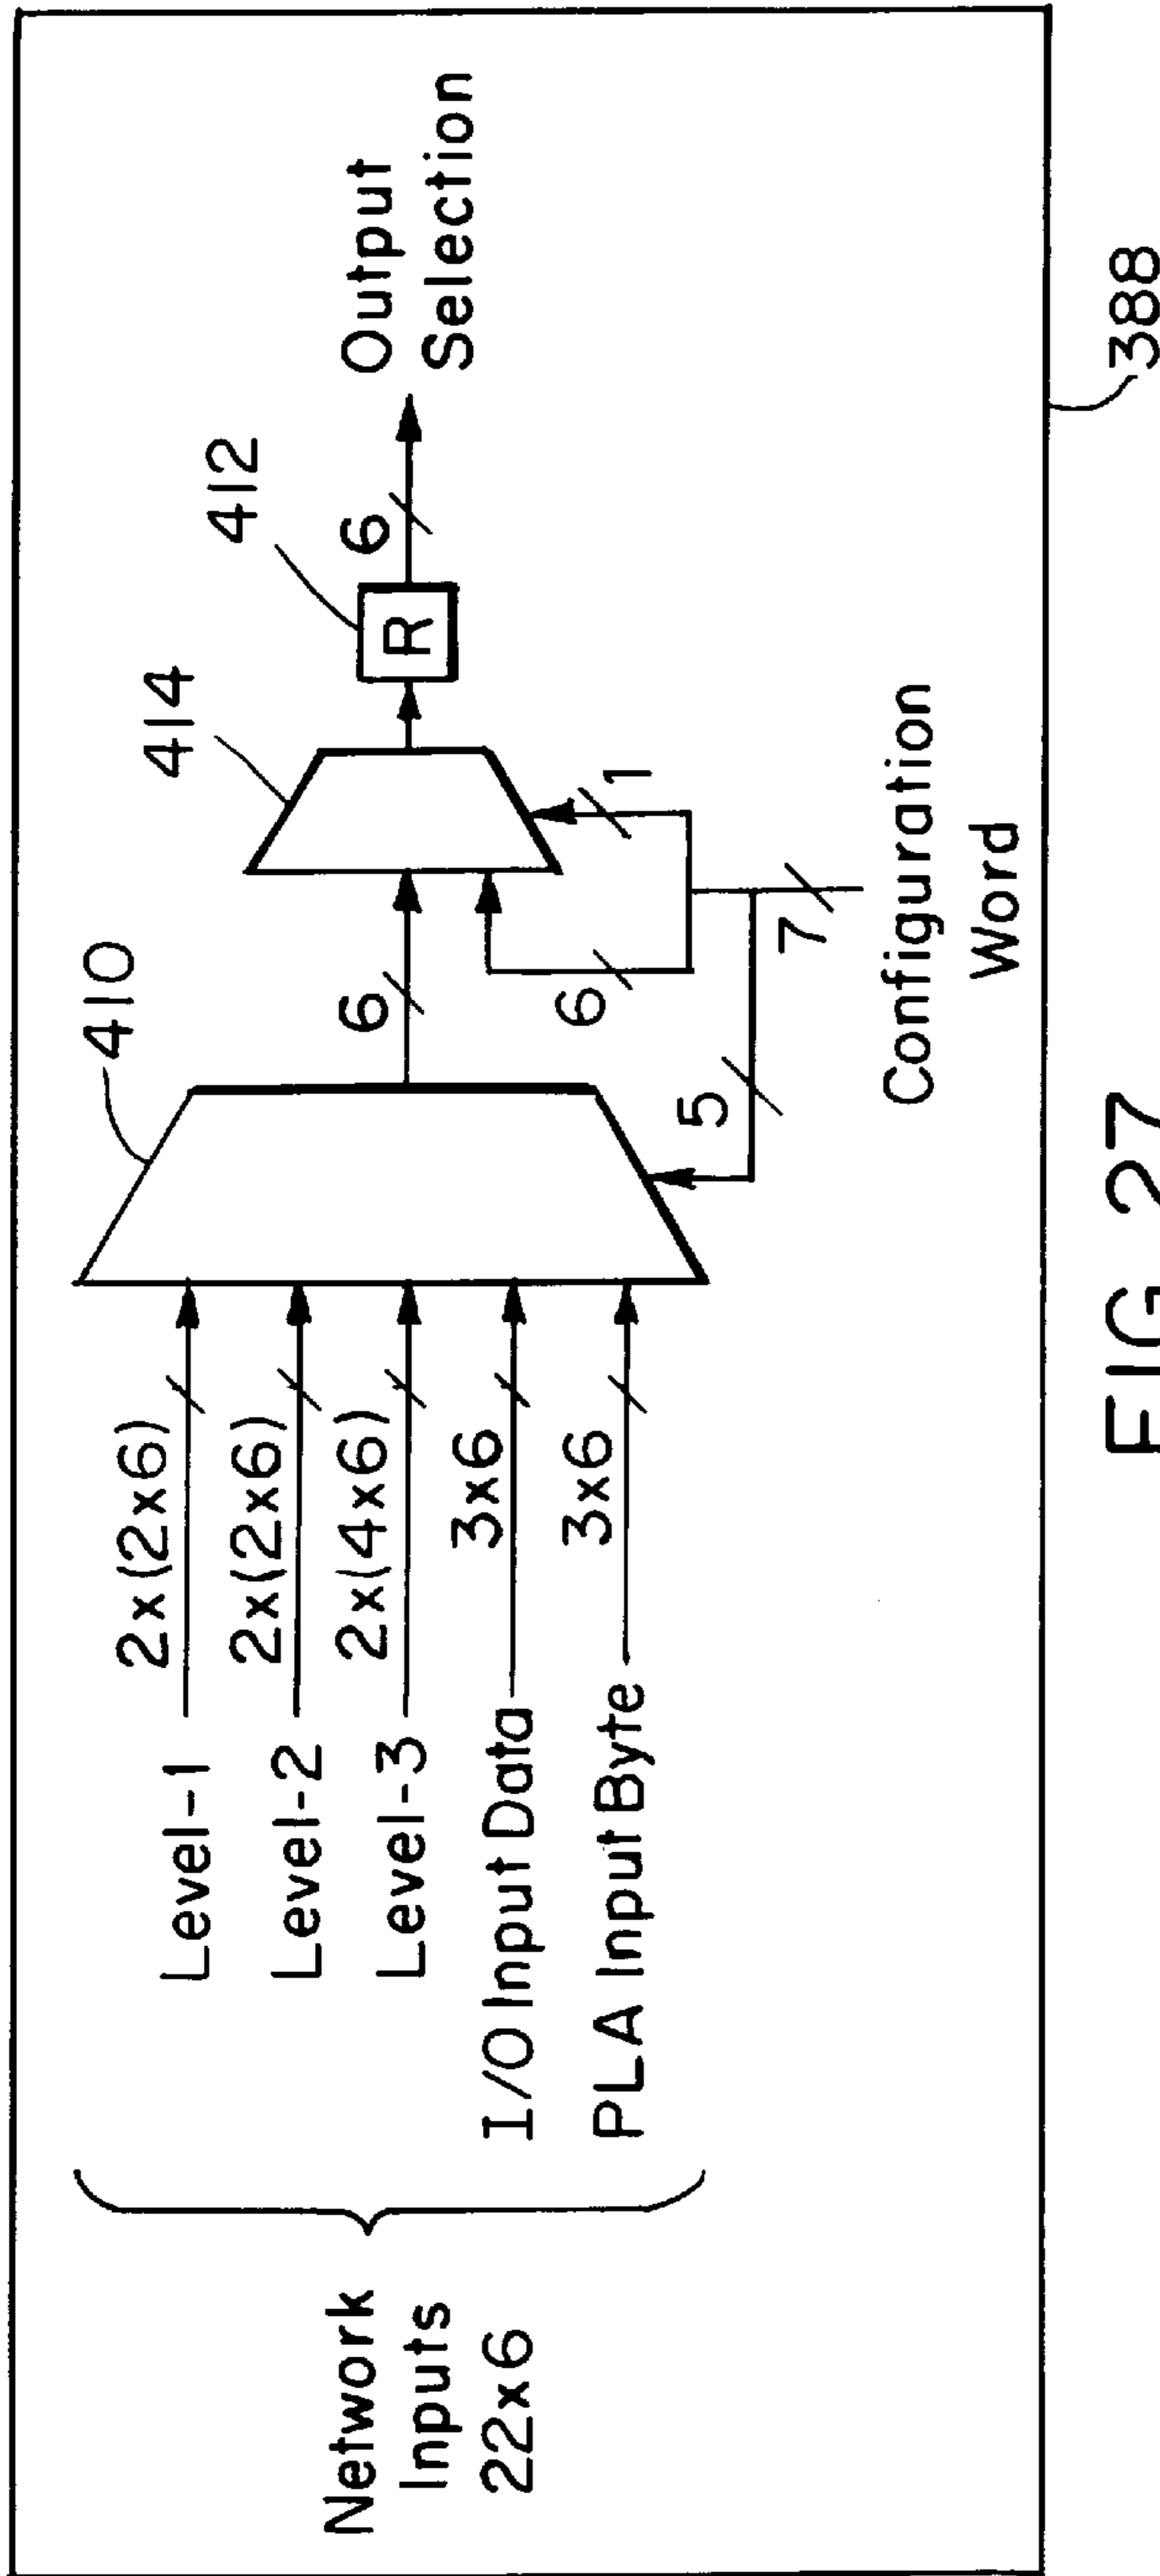 Network
Inputs
22x6
Level-1
2x(2x6)
Level-2
2x(2x6)
Level-3
2x(4x6)
I/O Input Data
3x6
PLA Input Byte
3x6
410
5
6
414
6
1
7
Configuration
Word
412
R
6
Output
Selection
388
FIG. 27